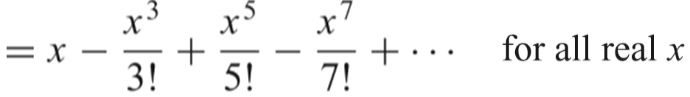 = x − x³/3! + x⁵/5! − x⁷/7! + ⋯ for all real x